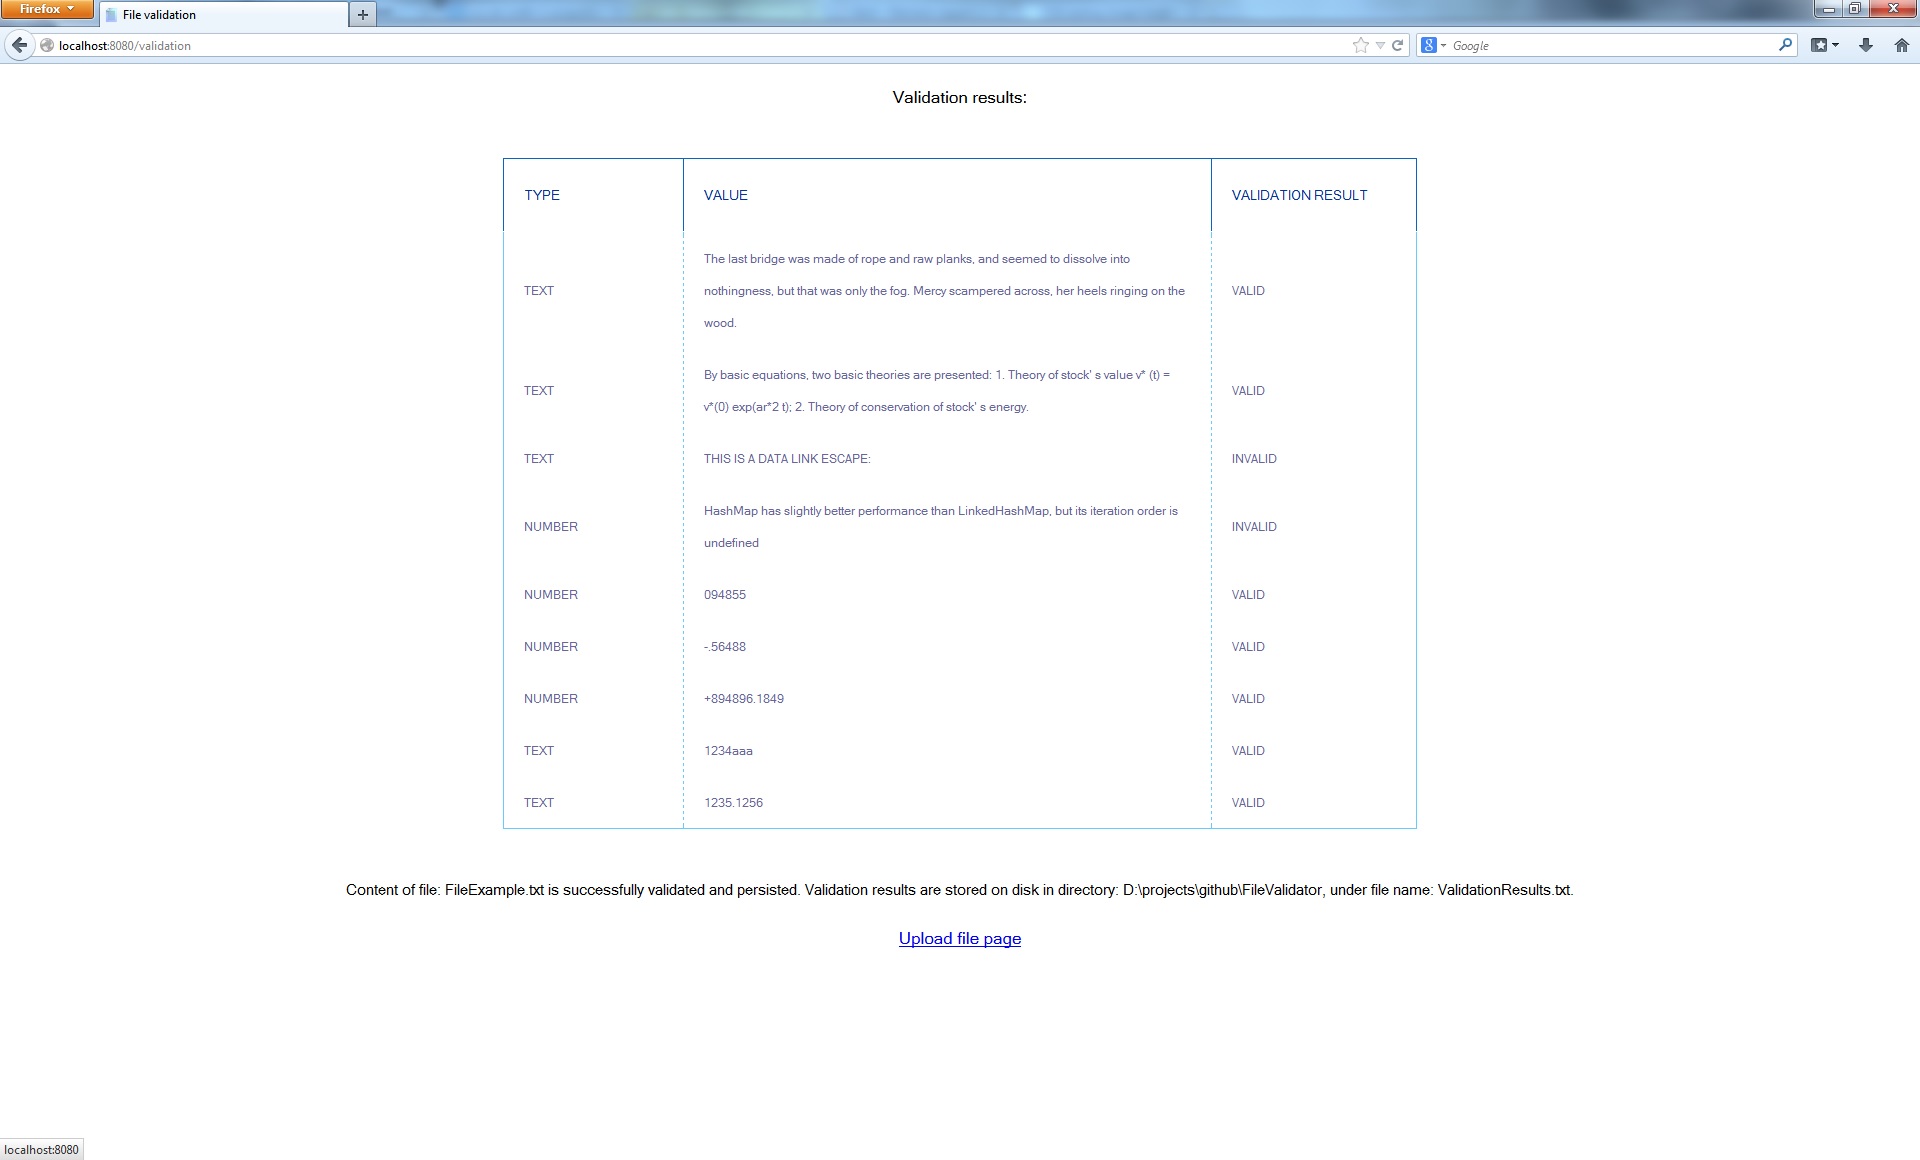 Firefox
File validation
localhost:8080/validation
Google
Validation results:
TYPE VALUE VALIDATION RESULT
The last bridge was made of rope and raw planks, and seemed to dissolve into
TEXT nothingness, but that was only the fog. Mercy scampered across, her heels ringing on the VALID
wood.
By basic equations, two basic theories are presented: 1. Theory of stock' s value v* (t) =
TEXT VALID
v*(0) exp(ar*2 t); 2. Theory of conservation of stock' s energy.
TEXT THIS IS A DATA LINK ESCAPE: INVALID
HashMap has slightly better performance than LinkedHashMap, but its iteration order is
NUMBER INVALID
undefined
NUMBER 094855 VALID
NUMBER -.56488 VALID
NUMBER +894896.1849 VALID
TEXT 1234aaa VALID
TEXT 1235.1256 VALID
Content of file: FileExample.txt is successfully validated and persisted. Validation results are stored on disk in directory: D:\projects\github\FileValidator, under file name: ValidationResults.txt.
Upload file page
localhost:8080